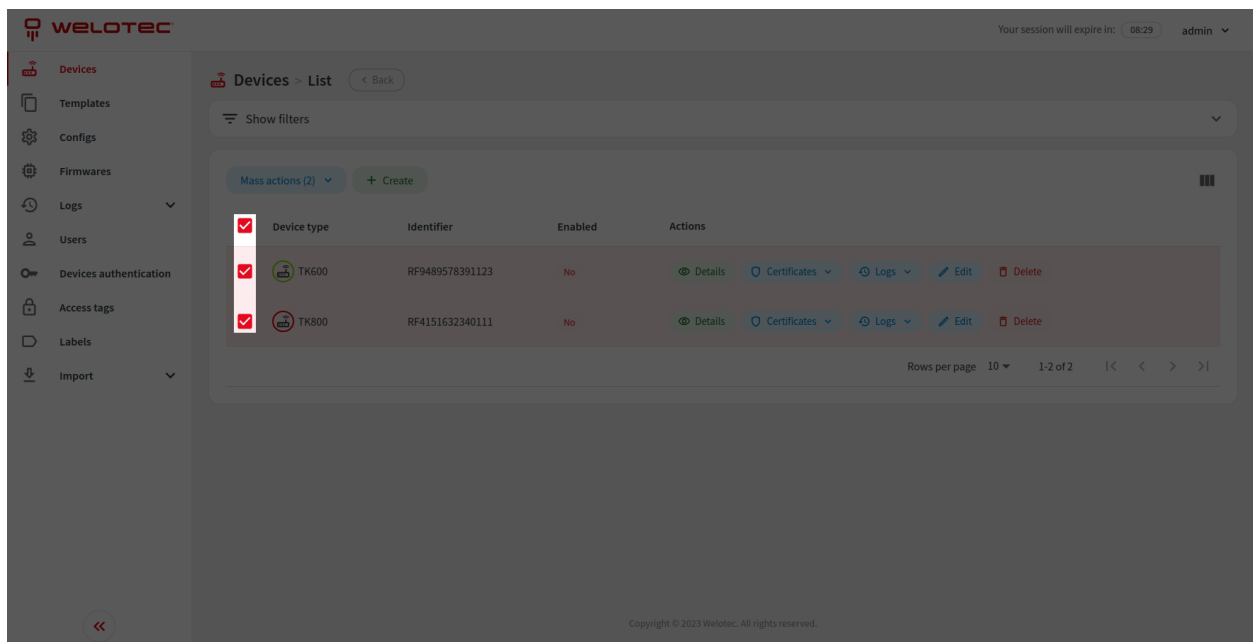 welotec
Your session will expire in: 08:29 admin
Devices
Templates
Configs
Firmwares
Logs
Users
Devices authentication
Access tags
Labels
Import
Devices > List < Back
Show filters
Mass actions (2) + Create
Device type Identifier Enabled Actions
TK600 RF9489578391123 No Details Certificates Logs Edit Delete
TK800 RF4151632340111 No Details Certificates Logs Edit Delete
Rows per page 10 1-2 of 2
Copyright © 2023 Welotec. All rights reserved.